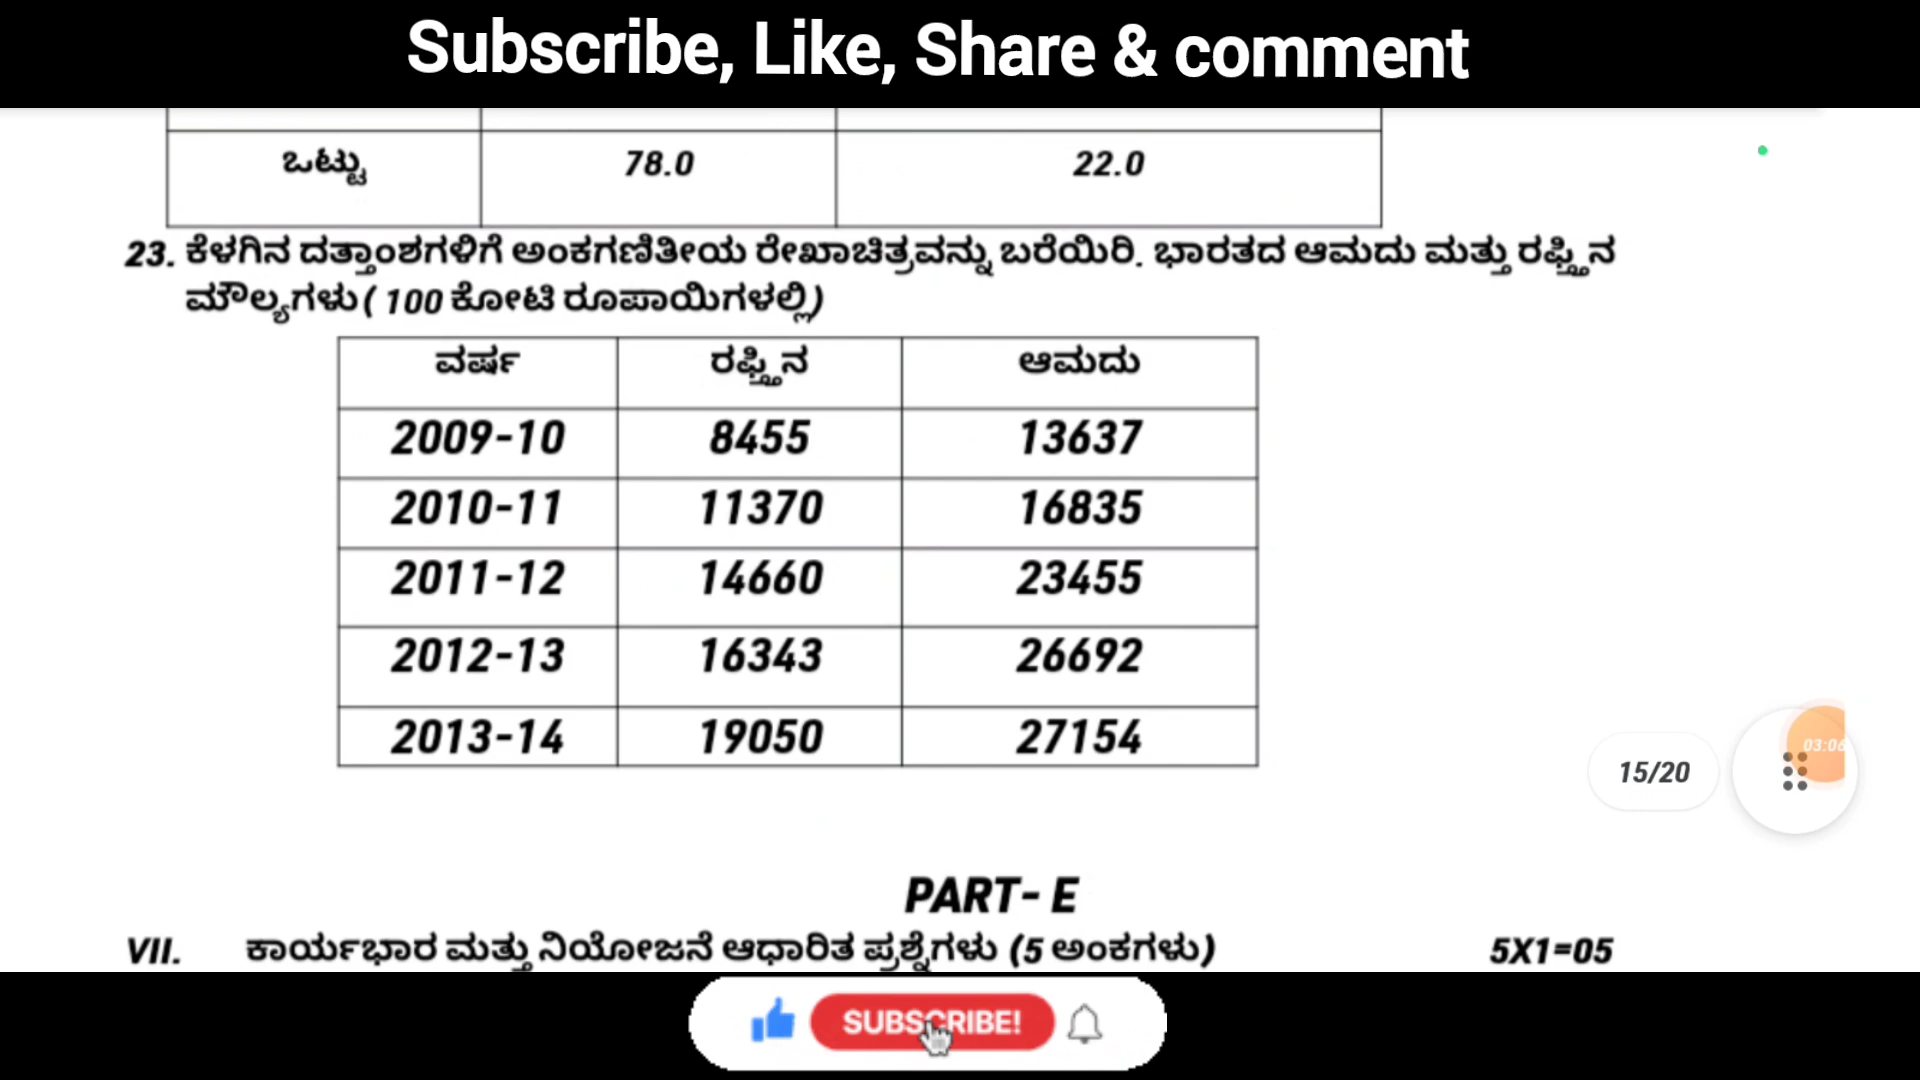 Subscribe, Like, Share & comment
ಒಟ್ಟು 78.0 22.0
23. ಕೆಳಗಿನ ದತ್ತಾಂಶಗಳಿಗೆ ಅಂಕಗಣಿತೀಯ ರೇಖಾಚಿತ್ರವನ್ನು ಬರೆಯಿರಿ. ಭಾರತದ ಆಮದು ಮತ್ತು ರಫ್ತಿನ
ಮೌಲ್ಯಗಳು( 100 ಕೋಟಿ ರೂಪಾಯಿಗಳಲ್ಲಿ)
ವರ್ಷ ರಫ್ತಿನ ಆಮದು
2009-10 8455 13637
2010-11 11370 16835
2011-12 14660 23455
2012-13 16343 26692
2013-14 19050 27154
03:06
15/20
PART- E
VII. ಕಾರ್ಯಭಾರ ಮತ್ತು ನಿಯೋಜನೆ ಆಧಾರಿತ ಪ್ರಶ್ನೆಗಳು (5 ಅಂಕಗಳು) 5X1=05
SUBSCRIBE!